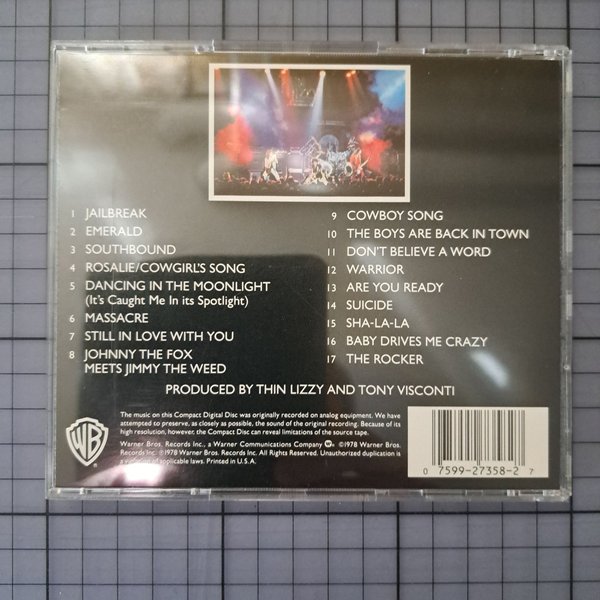 1 JAILBREAK
2 EMERALD
3 SOUTHBOUND
4 ROSALIE/COWGIRL'S SONG
5 DANCING IN THE MOONLIGHT
(It's Caught Me In its Spotlight)
6 MASSACRE
7 STILL IN LOVE WITH YOU
8 JOHNNY THE FOX
MEETS JIMMY THE WEED
9 COWBOY SONG
10 THE BOYS ARE BACK IN TOWN
11 DON'T BELIEVE A WORD
12 WARRIOR
13 ARE YOU READY
14 SUICIDE
15 SHA-LA-LA
16 BABY DRIVES ME CRAZY
17 THE ROCKER
PRODUCED BY THIN LIZZY AND TONY VISCONTI
The music on this Compact Digital Disc was originally recorded on analog equipment. We have
attempted to preserve, as closely as possible, the sound of the original recording. Because of its
high resolution, however, the Compact Disc can reveal limitations of the source tape.
Warner Bros. Records Inc., a Warner Communications Company ©1978 Warner Bros.
Records Inc. ℗1978 Warner Bros. Records Inc. All Rights Reserved. Unauthorized duplication is
a violation of applicable laws. Printed in U.S.A.
WB
0 7599-27358-2 7